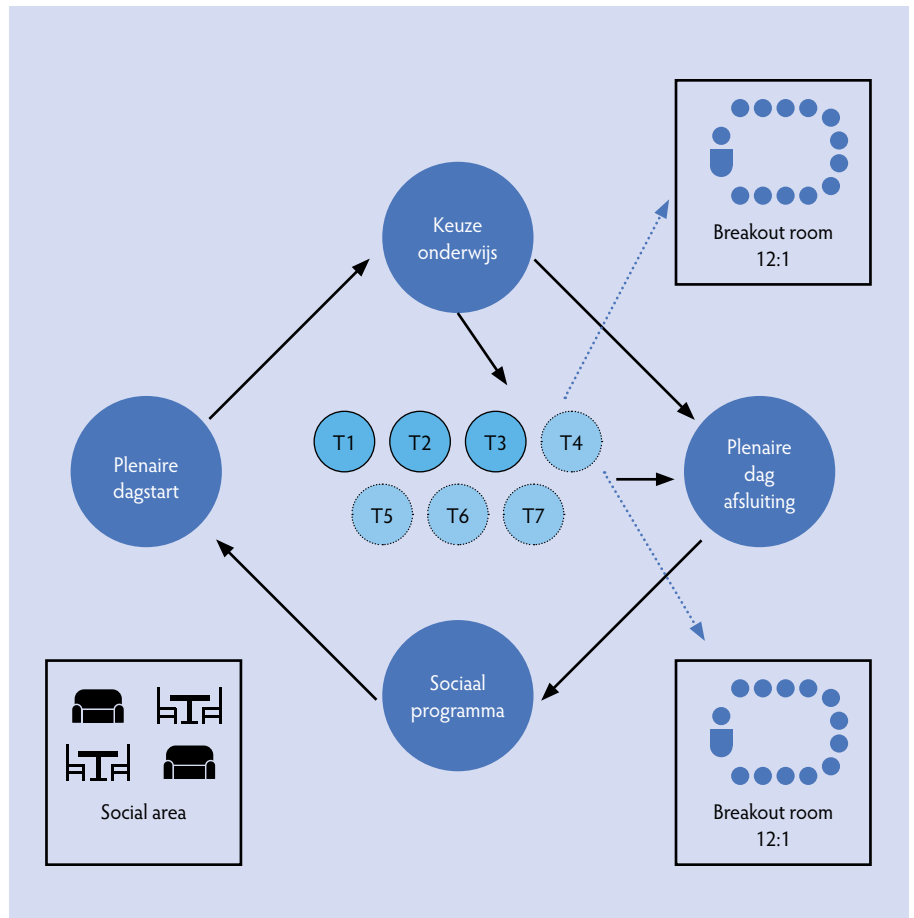 Breakout room
12:1
Keuze
onderwijs
T1
T2
T3
T4
T5
T6
T7
Plenaire
dagstart
Plenaire
dag
afsluiting
Sociaal
programma
Social area
Breakout room
12:1